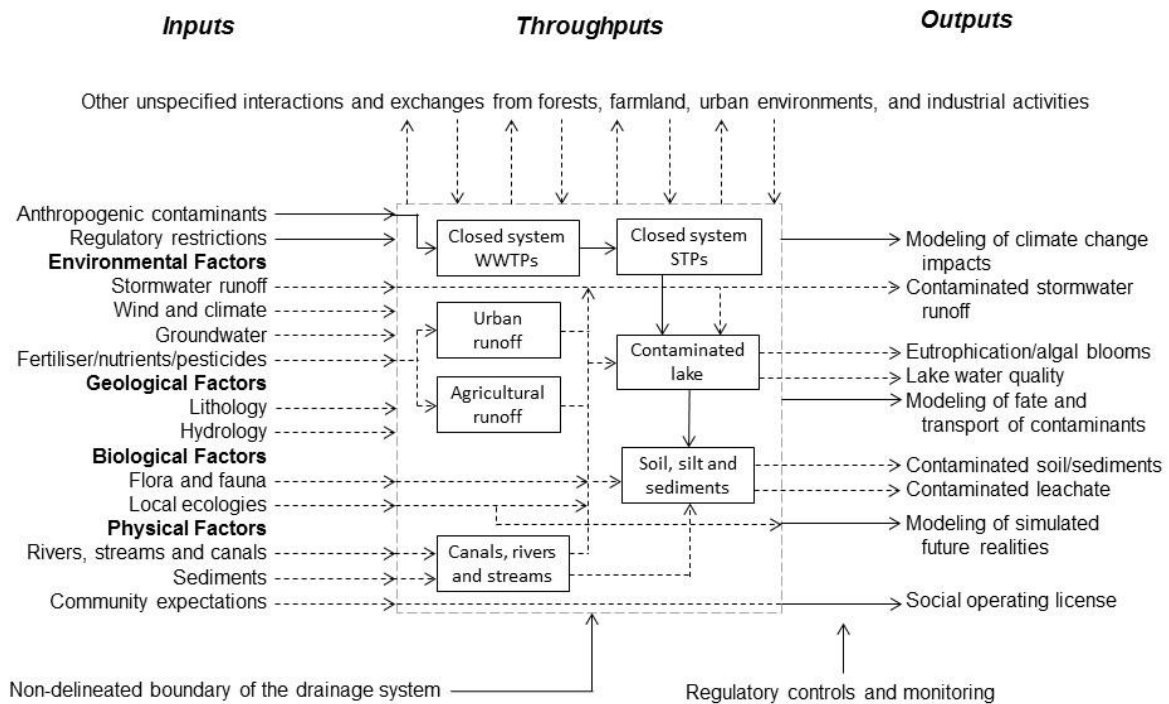 Inputs
Throughputs
Outputs
Other unspecified interactions and exchanges from forests, farmland, urban environments, and industrial activities
Anthropogenic contaminants
Regulatory restrictions
Environmental Factors
Stormwater runoff
Wind and climate
Groundwater
Fertiliser/nutrients/pesticides
Geological Factors
Lithology
Hydrology
Biological Factors
Flora and fauna
Local ecologies
Physical Factors
Rivers, streams and canals
Sediments
Community expectations
Closed system
WWTPs
Closed system
STPs
Urban
runoff
Agricultural
runoff
Contaminated
lake
Soil, silt and
sediments
Canals, rivers
and streams
Modeling of climate change
impacts
Contaminated stormwater
runoff
Eutrophication/algal blooms
Lake water quality
Modeling of fate and
transport of contaminants
Contaminated soil/sediments
Contaminated leachate
Modeling of simulated
future realities
Social operating license
Non-delineated boundary of the drainage system
Regulatory controls and monitoring